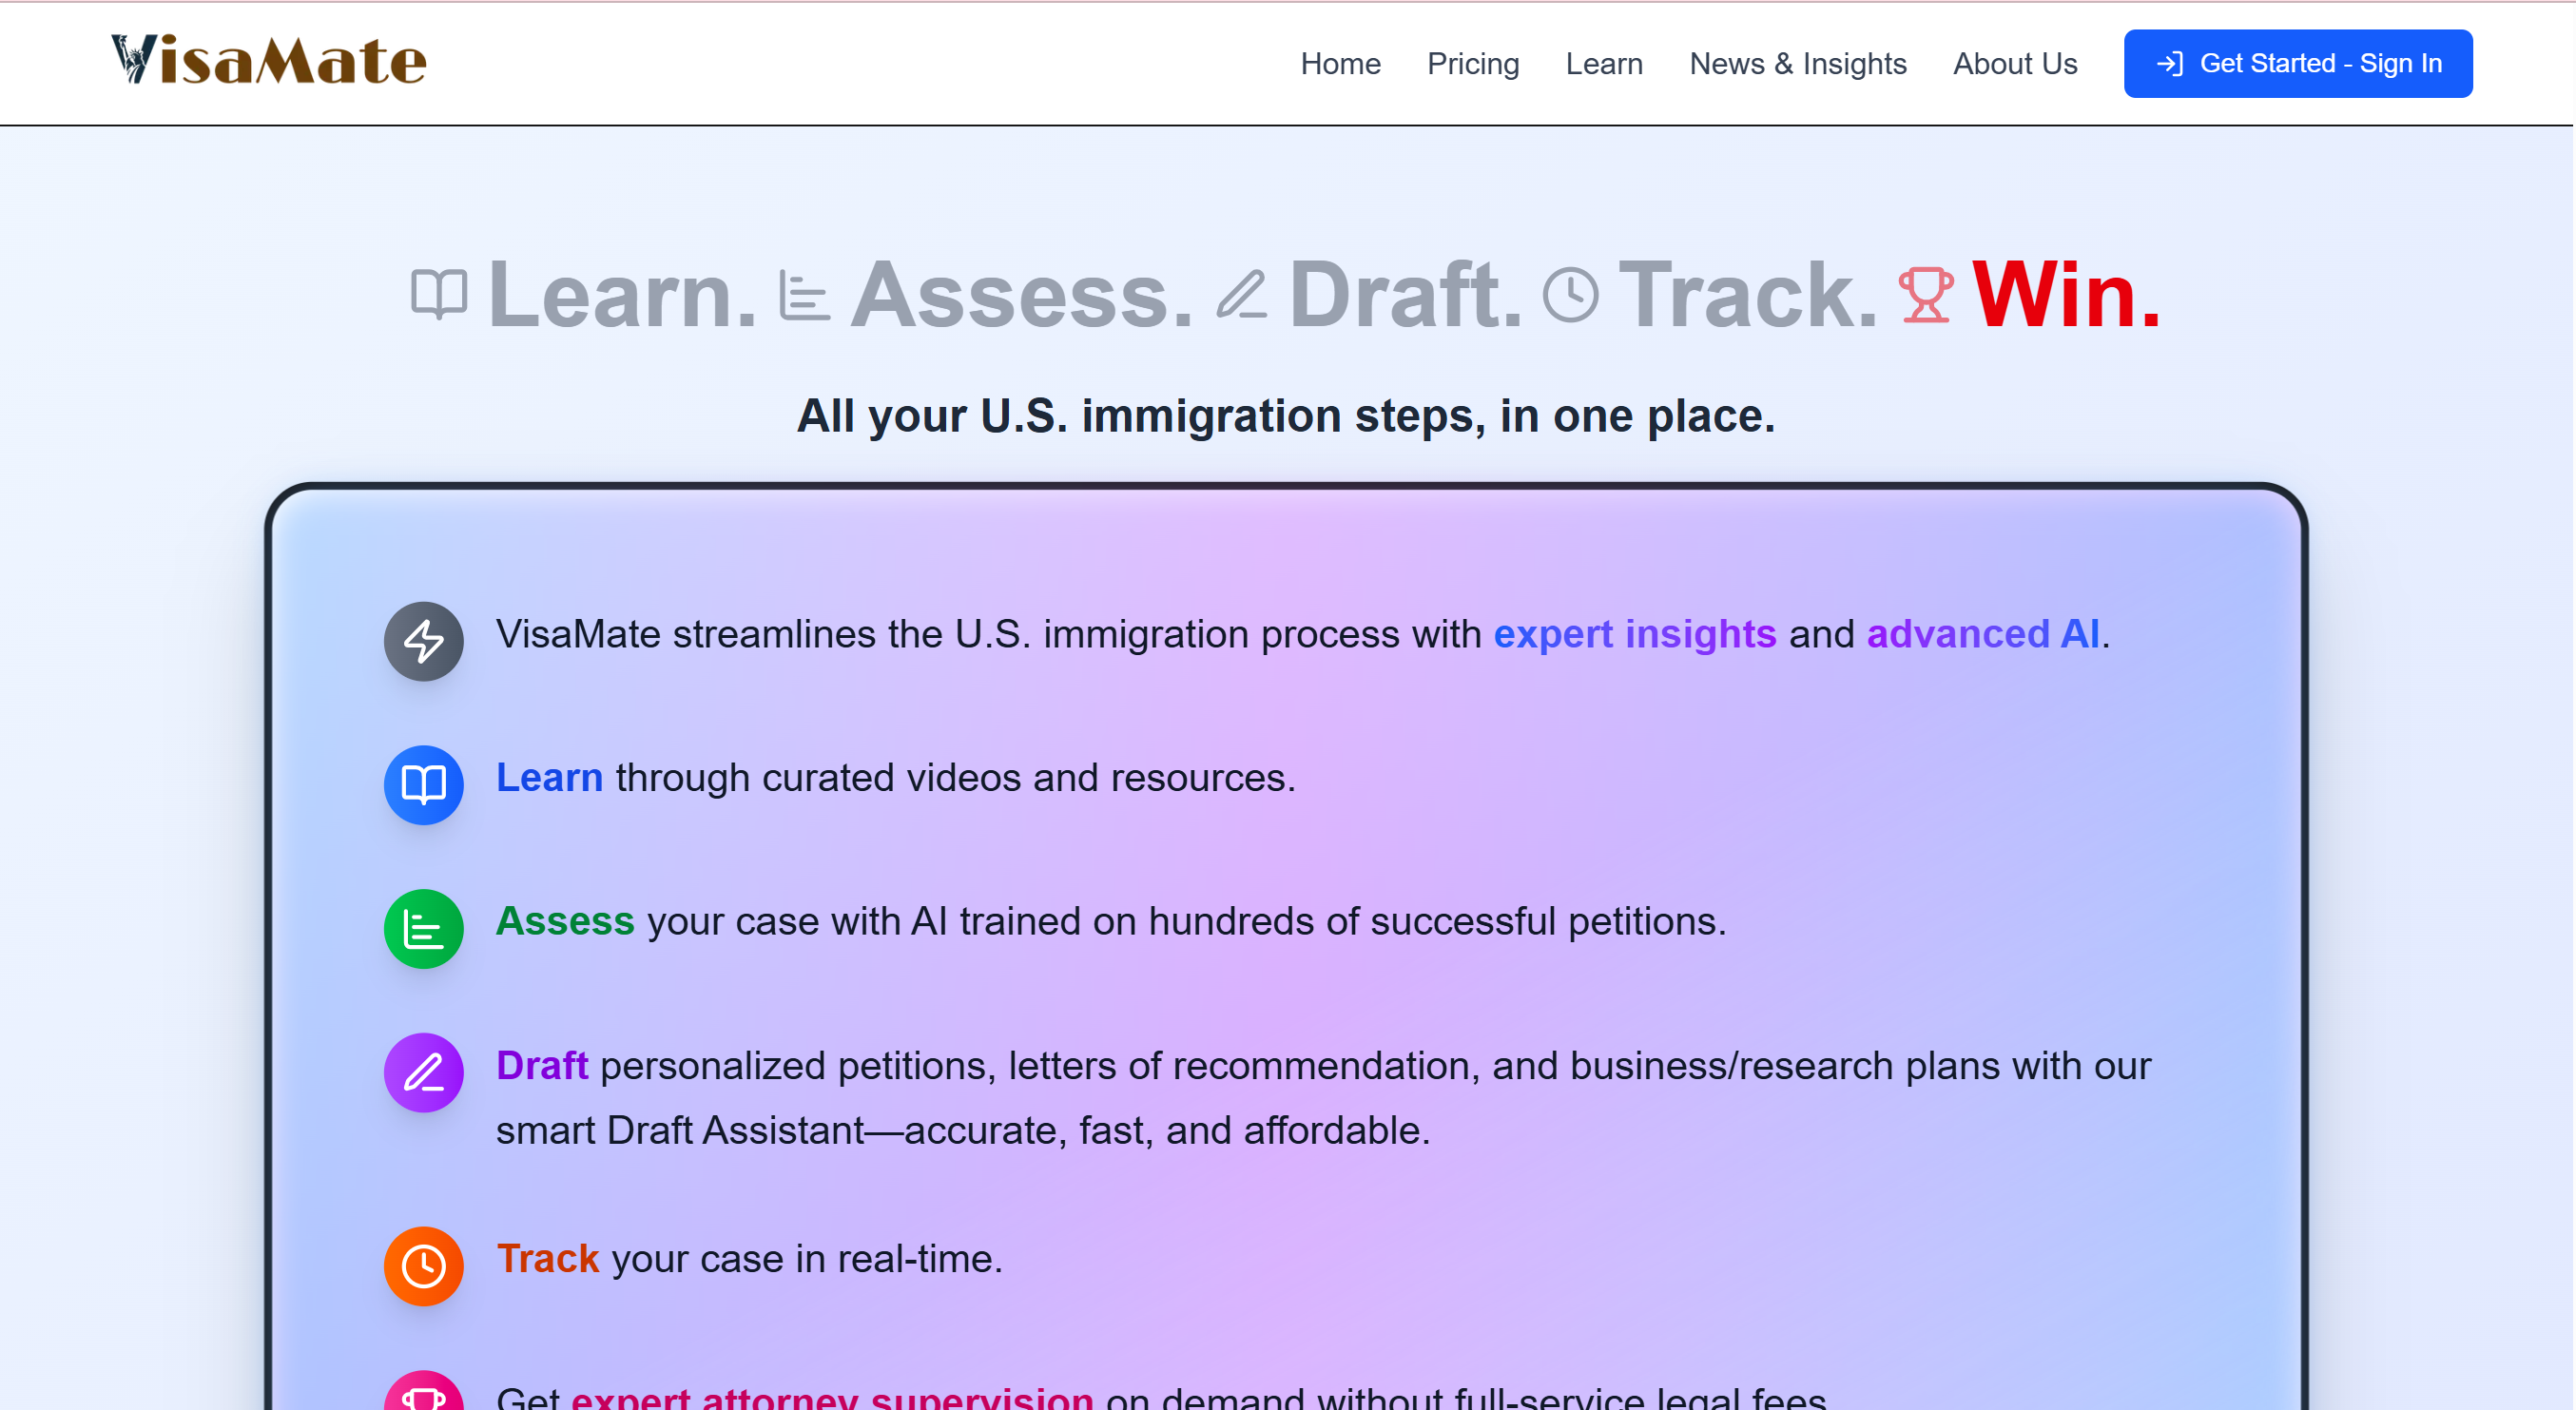 VisaMate
Home Pricing Learn News & Insights About Us Get Started - Sign In
Learn. Assess. Draft. Track. Win.
All your U.S. immigration steps, in one place.
VisaMate streamlines the U.S. immigration process with expert insights and advanced AI.
Learn through curated videos and resources.
Assess your case with AI trained on hundreds of successful petitions.
Draft personalized petitions, letters of recommendation, and business/research plans with our
smart Draft Assistant—accurate, fast, and affordable.
Track your case in real-time.
Get expert attorney supervision on demand without full-service legal fees